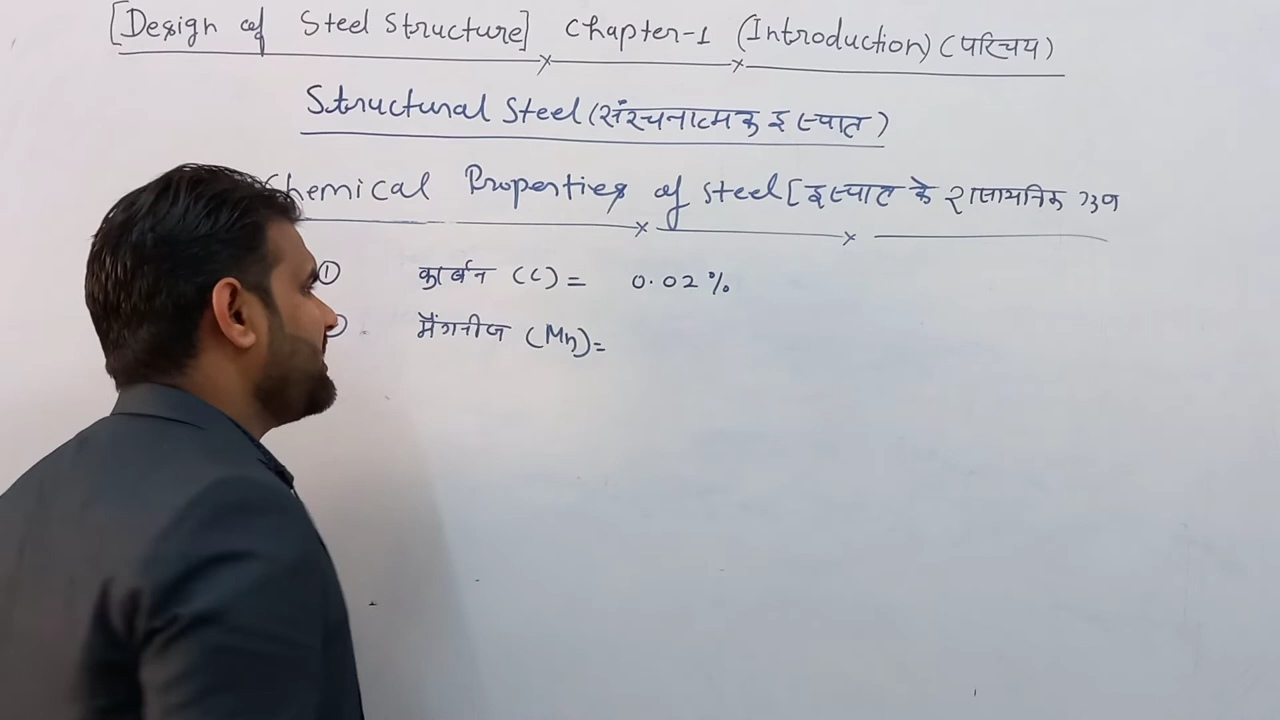 [Design of Steel Structure] Chapter-1 (Introduction) (परिचय)
Structural Steel (संरचनात्मक इस्पात)
Chemical Properties of steel [इस्पात के रासायनिक गुण
① कार्बन (C) = 0.02%
मैंगनीज (Mn)=